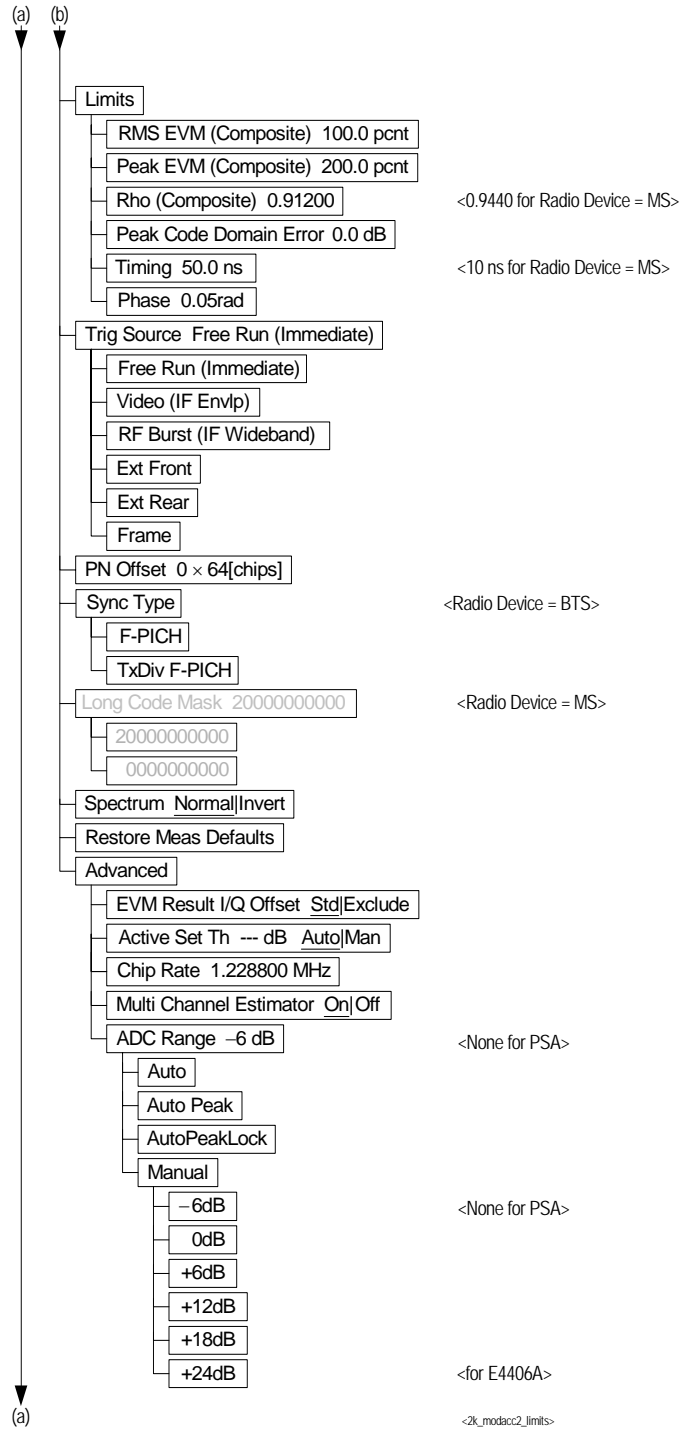 (a) (b)
Limits
RMS EVM (Composite) 100.0 pcnt
Peak EVM (Composite) 200.0 pcnt
Rho (Composite) 0.91200 <0.9440 for Radio Device = MS>
Peak Code Domain Error 0.0 dB
Timing 50.0 ns <10 ns for Radio Device = MS>
Phase 0.05rad
Trig Source Free Run (Immediate)
Free Run (Immediate)
Video (IF Envlp)
RF Burst (IF Wideband)
Ext Front
Ext Rear
Frame
PN Offset 0 × 64[chips]
Sync Type <Radio Device = BTS>
F-PICH
TxDiv F-PICH
Long Code Mask 20000000000 <Radio Device = MS>
20000000000
0000000000
Spectrum Normal|Invert
Restore Meas Defaults
Advanced
EVM Result I/Q Offset Std|Exclude
Active Set Th --- dB Auto|Man
Chip Rate 1.228800 MHz
Multi Channel Estimator On|Off
ADC Range −6 dB <None for PSA>
Auto
Auto Peak
AutoPeakLock
Manual
−6dB <None for PSA>
0dB
+6dB
+12dB
+18dB
+24dB <for E4406A>
(a)
<2k_modacc2_limits>